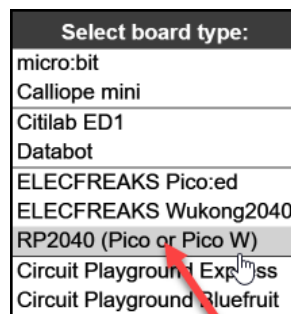 Select board type:
micro:bit
Calliope mini
Citilab ED1
Databot
ELECFREAKS Pico:ed
ELECFREAKS Wukong2040
RP2040 (Pico or Pico W)
Circuit Playground Express
Circuit Playground Bluefruit